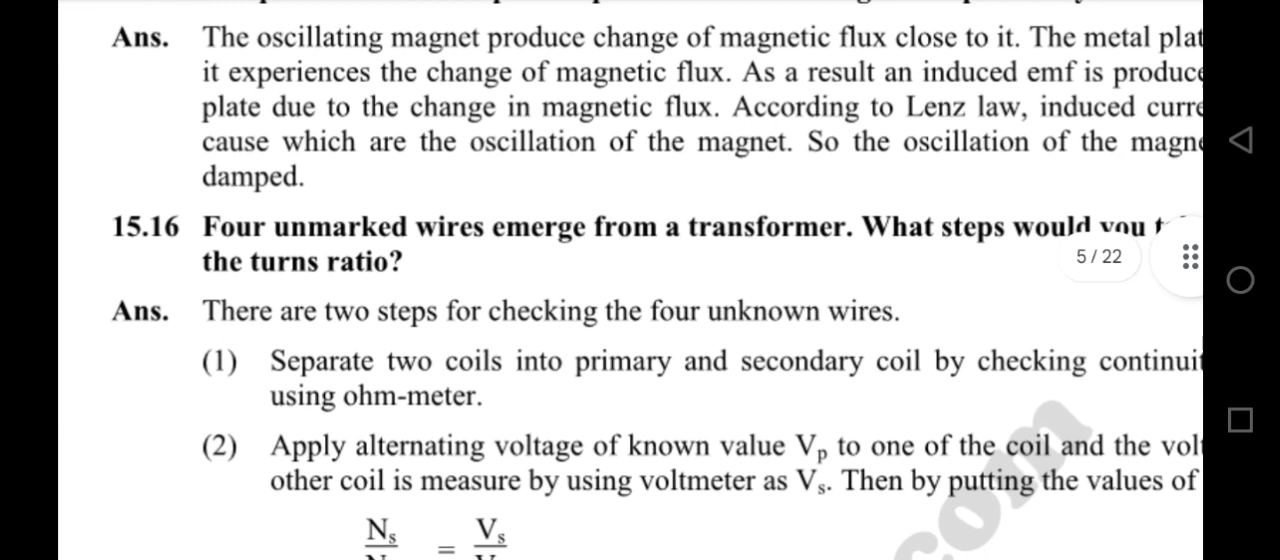 Ans. The oscillating magnet produce change of magnetic flux close to it. The metal plat
it experiences the change of magnetic flux. As a result an induced emf is produce
plate due to the change in magnetic flux. According to Lenz law, induced curre
cause which are the oscillation of the magnet. So the oscillation of the magne
damped.
15.16 Four unmarked wires emerge from a transformer. What steps would you
the turns ratio?
5 / 22
Ans. There are two steps for checking the four unknown wires.
(1) Separate two coils into primary and secondary coil by checking continuit
using ohm-meter.
(2) Apply alternating voltage of known value Vp to one of the coil and the volt
other coil is measure by using voltmeter as Vs. Then by putting the values of
Ns = Vs
com